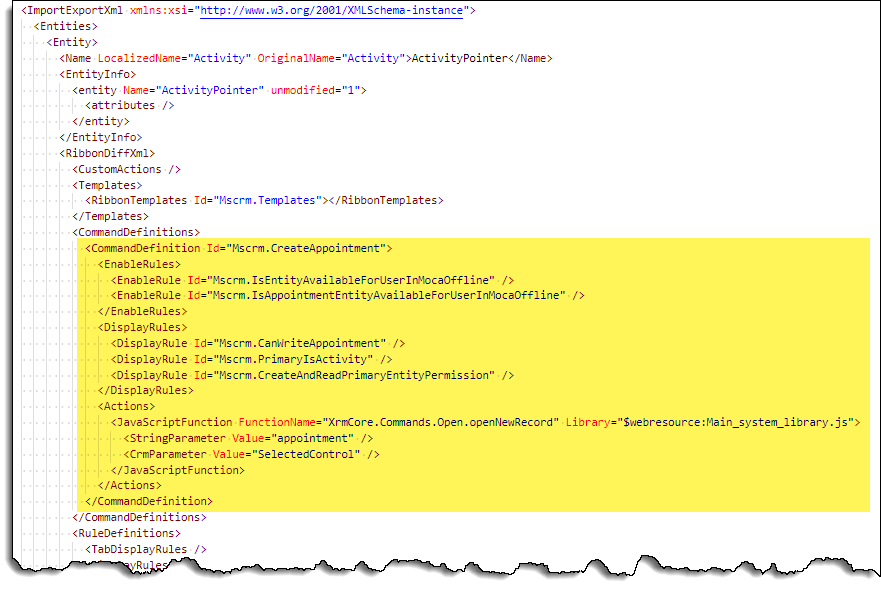 <ImportExportXml xmlns:xsi="http://www.w3.org/2001/XMLSchema-instance">
<Entities>
<Entity>
<Name LocalizedName="Activity" OriginalName="Activity">ActivityPointer</Name>
<EntityInfo>
<entity Name="ActivityPointer" unmodified="1">
<attributes />
</entity>
</EntityInfo>
<RibbonDiffXml>
<CustomActions />
<Templates>
<RibbonTemplates Id="Mscrm.Templates"></RibbonTemplates>
</Templates>
<CommandDefinitions>
<CommandDefinition Id="Mscrm.CreateAppointment">
<EnableRules>
<EnableRule Id="Mscrm.IsEntityAvailableForUserInMocaOffline" />
<EnableRule Id="Mscrm.IsAppointmentEntityAvailableForUserInMocaOffline" />
</EnableRules>
<DisplayRules>
<DisplayRule Id="Mscrm.CanWriteAppointment" />
<DisplayRule Id="Mscrm.PrimaryIsActivity" />
<DisplayRule Id="Mscrm.CreateAndReadPrimaryEntityPermission" />
</DisplayRules>
<Actions>
<JavaScriptFunction FunctionName="XrmCore.Commands.Open.openNewRecord" Library="$webresource:Main_system_library.js">
<StringParameter Value="appointment" />
<CrmParameter Value="SelectedControl" />
</JavaScriptFunction>
</Actions>
</CommandDefinition>
</CommandDefinitions>
<RuleDefinitions>
<TabDisplayRules />